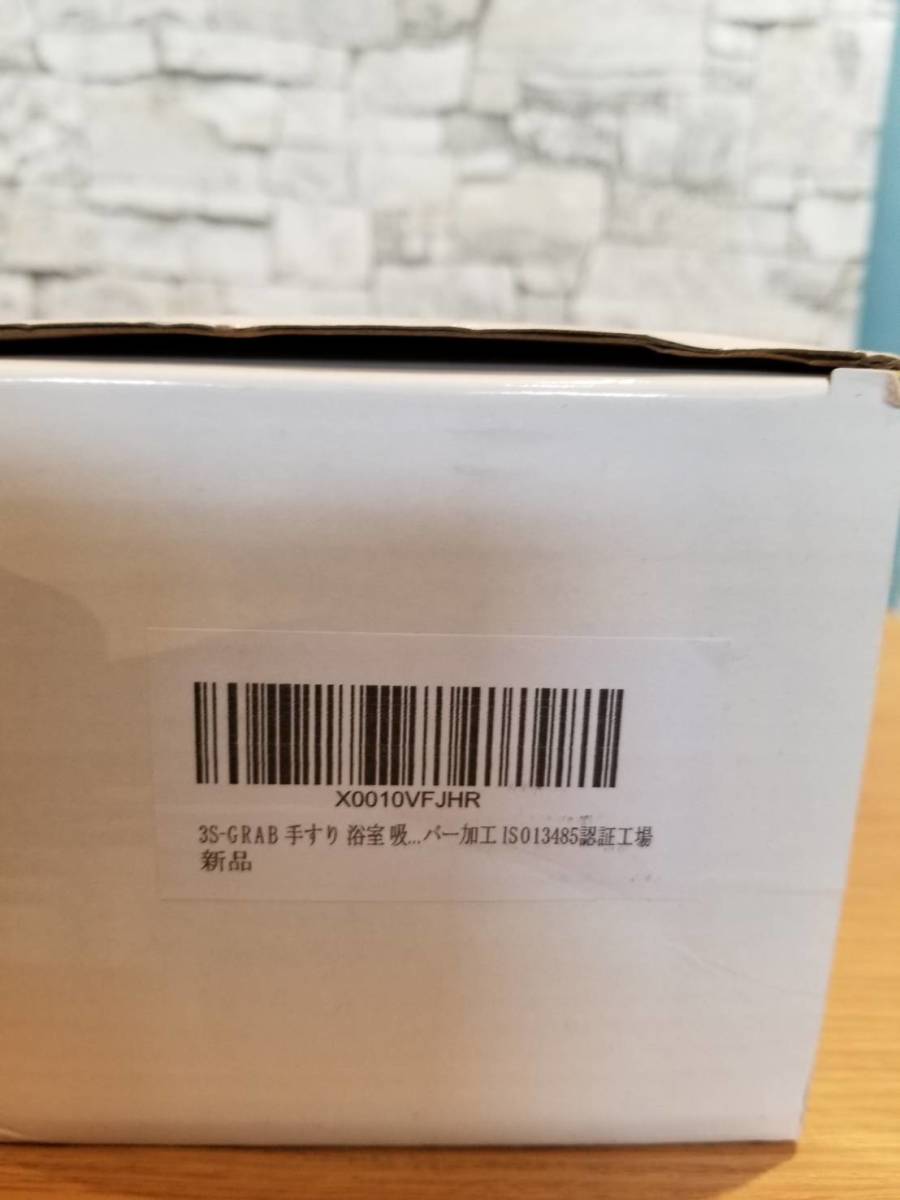 X0010VFJHR
3S-GRAB 手すり 浴室 吸...バー加工 ISO13485認証工場
新品